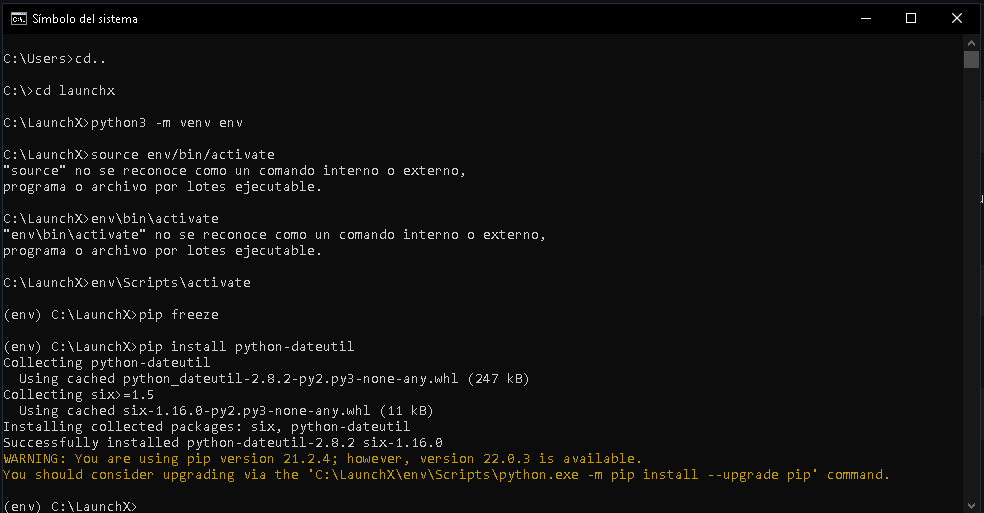 Símbolo del sistema
C:\Users>cd..
C:\>cd launchx
C:\LaunchX>python3 -m venv env
C:\LaunchX>source env/bin/activate
"source" no se reconoce como un comando interno o externo,
programa o archivo por lotes ejecutable.
C:\LaunchX>env\bin\activate
"env\bin\activate" no se reconoce como un comando interno o externo,
programa o archivo por lotes ejecutable.
C:\LaunchX>env\Scripts\activate
(env) C:\LaunchX>pip freeze
(env) C:\LaunchX>pip install python-dateutil
Collecting python-dateutil
  Using cached python_dateutil-2.8.2-py2.py3-none-any.whl (247 kB)
Collecting six>=1.5
  Using cached six-1.16.0-py2.py3-none-any.whl (11 kB)
Installing collected packages: six, python-dateutil
Successfully installed python-dateutil-2.8.2 six-1.16.0
WARNING: You are using pip version 21.2.4; however, version 22.0.3 is available.
You should consider upgrading via the 'C:\LaunchX\env\Scripts\python.exe -m pip install --upgrade pip' command.
(env) C:\LaunchX>